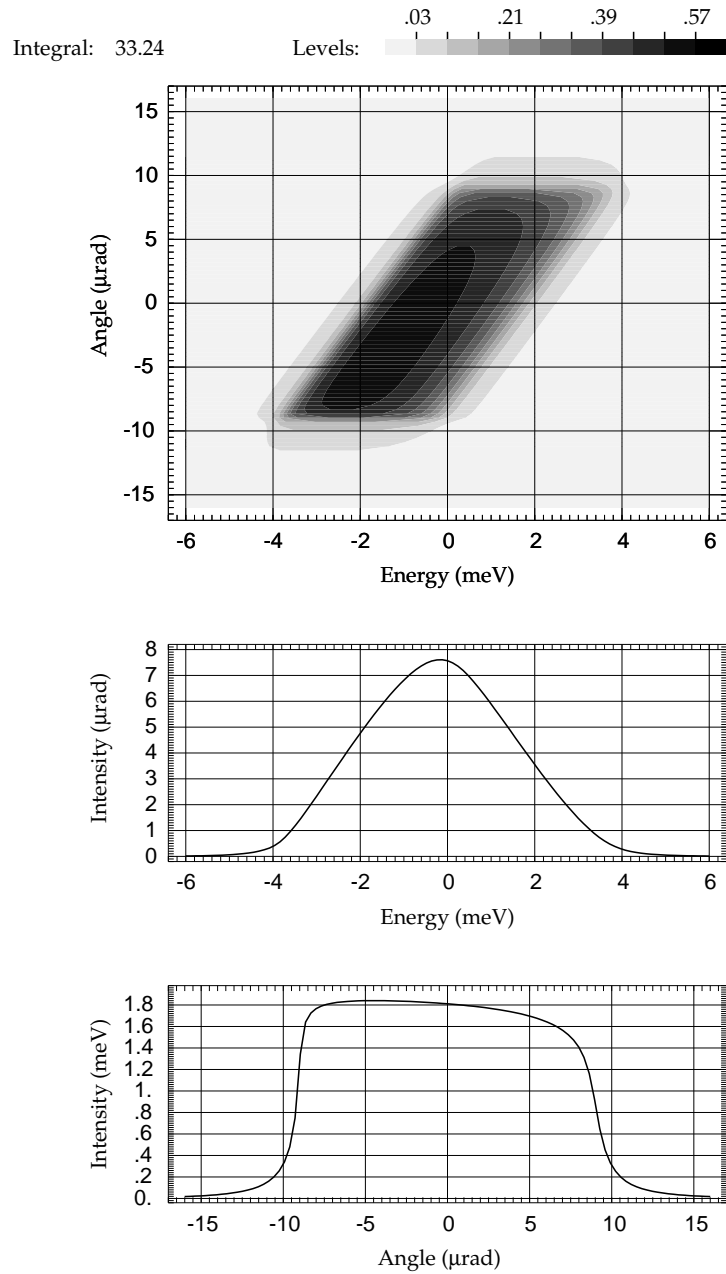 .03 .21 .39 .57
Integral: 33.24 Levels:
15
10
5
0
-5
-10
-15
Angle (μrad)
-6 -4 -2 0 2 4 6
Energy (meV)
8
7
6
5
4
3
2
1
0
Intensity (μrad)
-6 -4 -2 0 2 4 6
Energy (meV)
1.8
1.6
1.4
1.2
1.
.8
.6
.4
.2
0.
Intensity (meV)
-15 -10 -5 0 5 10 15
Angle (μrad)